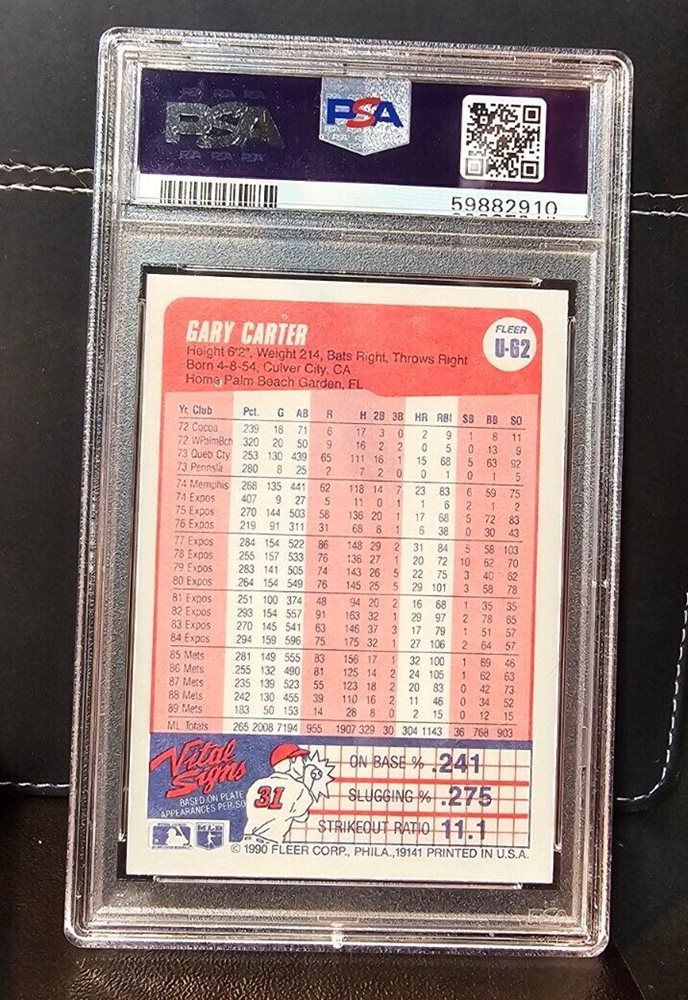 PSA
PSA
59882910
GARY CARTER
FLEER
U-62
Height 6'2", Weight 214, Bats Right, Throws Right
Born 4-8-54, Culver City, CA
Home Palm Beach Garden, FL
Yr. Club Pct. G AB R H 2B 3B HR RBI SB BB SO
72 Cocoa 239 18 71 6 17 3 0 2 9 1 8 11
72 WPalmBch 320 20 50 9 16 2 2 0 5 0 13 9
73 Queb Cty 253 130 439 65 111 16 1 15 68 5 63 92
73 Pennsla 280 8 25 2 7 2 0 0 1 0 1 5
74 Memphis 268 135 441 62 118 14 7 23 83 6 59 75
74 Expos 407 9 27 5 11 0 1 1 6 2 1 2
75 Expos 270 144 503 58 136 20 1 17 68 5 72 83
76 Expos 219 91 311 31 68 8 1 6 38 0 30 43
77 Expos 284 154 522 86 148 29 2 31 84 5 58 103
78 Expos 255 157 533 76 136 27 1 20 72 10 62 70
79 Expos 283 141 505 74 143 26 5 22 75 3 40 62
80 Expos 264 154 549 76 145 25 5 29 101 3 58 78
81 Expos 251 100 374 48 94 20 2 16 68 1 35 35
82 Expos 293 154 557 91 163 32 1 29 97 2 78 65
83 Expos 270 145 541 63 146 37 3 17 79 1 51 57
84 Expos 294 159 596 75 175 32 1 27 106 2 64 57
85 Mets 281 149 555 83 156 17 1 32 100 1 69 46
86 Mets 255 132 490 81 125 14 2 24 105 1 62 63
87 Mets 235 139 523 55 123 18 2 20 83 0 42 73
88 Mets 242 130 455 39 110 16 2 11 46 0 34 52
89 Mets 183 50 153 14 28 8 0 2 15 0 12 15
ML Totals 265 2008 7194 955 1907 329 30 304 1143 36 768 903
Vital
Signs
BASED ON PLATE
APPEARANCES PER/SO
31
ON BASE % .241
SLUGGING % .275
STRIKEOUT RATIO 11.1
© 1990 FLEER CORP., PHILA., 19141 PRINTED IN U.S.A.
PSA